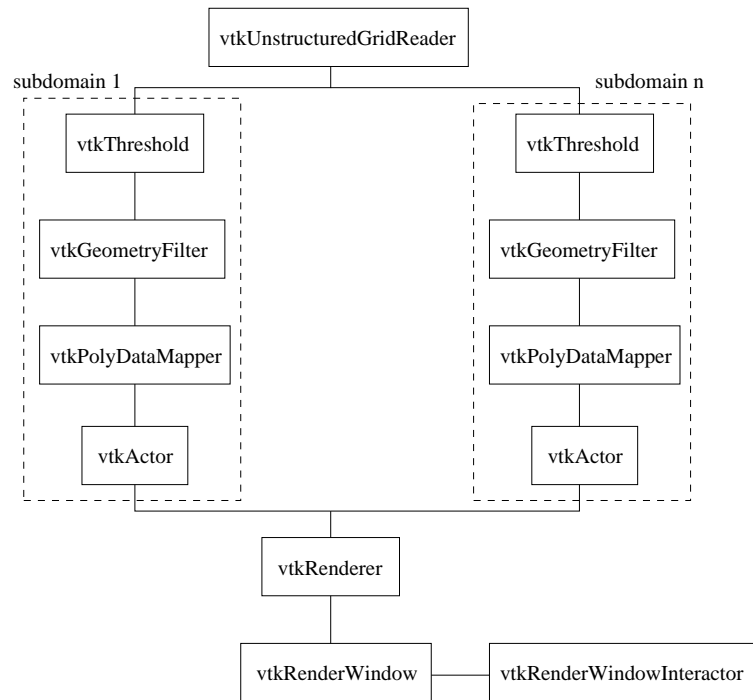 vtkUnstructuredGridReader
subdomain 1
subdomain n
vtkThreshold
vtkThreshold
vtkGeometryFilter
vtkGeometryFilter
vtkPolyDataMapper
vtkPolyDataMapper
vtkActor
vtkActor
vtkRenderer
vtkRenderWindow
vtkRenderWindowInteractor